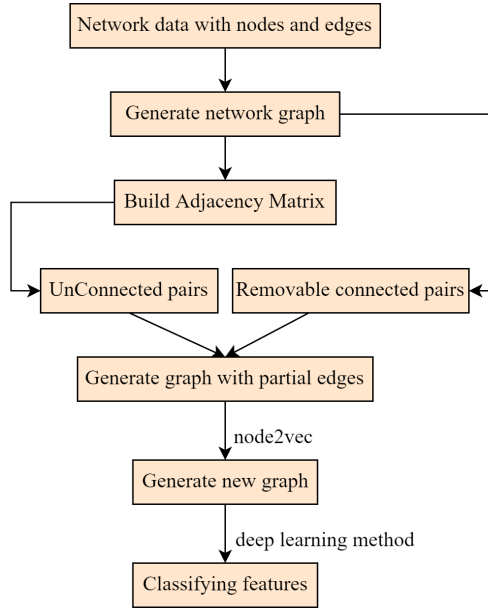 Network data with nodes and edges
Generate network graph
Build Adjacency Matrix
UnConnected pairs
Removable connected pairs
Generate graph with partial edges
node2vec
Generate new graph
deep learning method
Classifying features